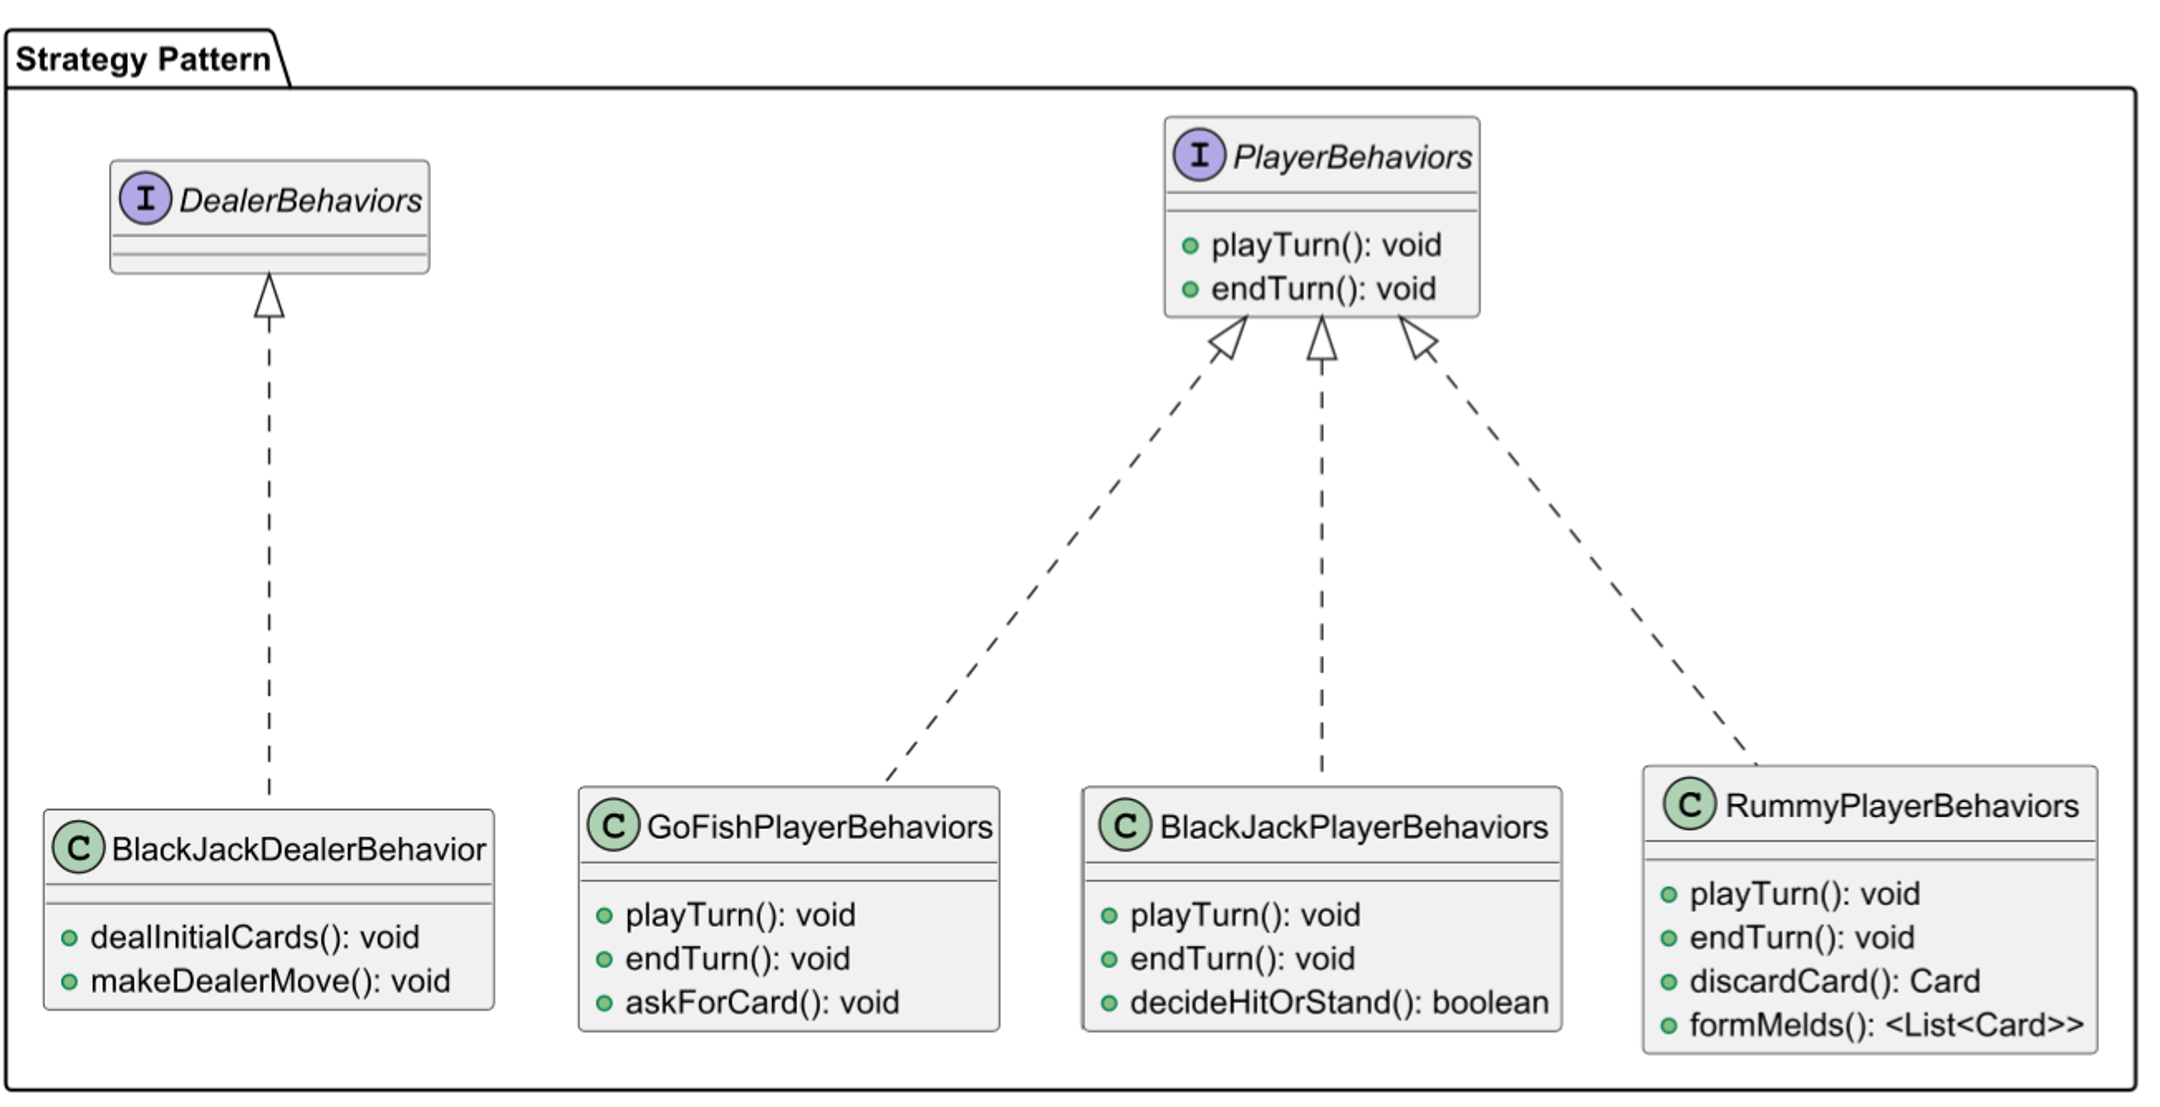 Strategy Pattern
I DealerBehaviors
I PlayerBehaviors
playTurn(): void
endTurn(): void
C BlackJackDealerBehavior
dealInitialCards(): void
makeDealerMove(): void
C GoFishPlayerBehaviors
playTurn(): void
endTurn(): void
askForCard(): void
C BlackJackPlayerBehaviors
playTurn(): void
endTurn(): void
decideHitOrStand(): boolean
C RummyPlayerBehaviors
playTurn(): void
endTurn(): void
discardCard(): Card
formMelds(): <List<Card>>